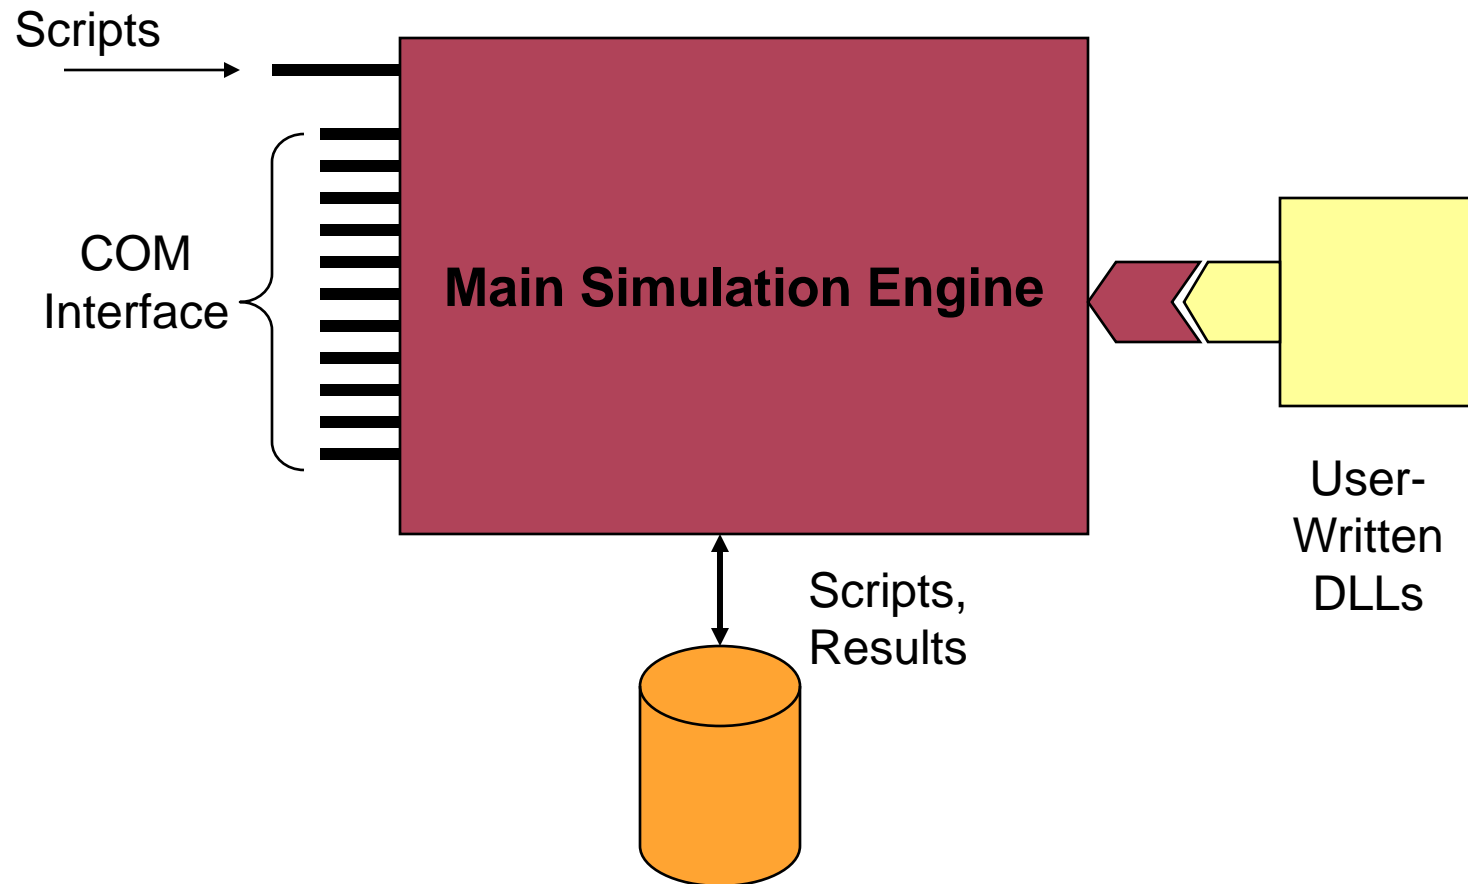 Scripts
COM
Interface
Main Simulation Engine
User-
Written
DLLs
Scripts,
Results